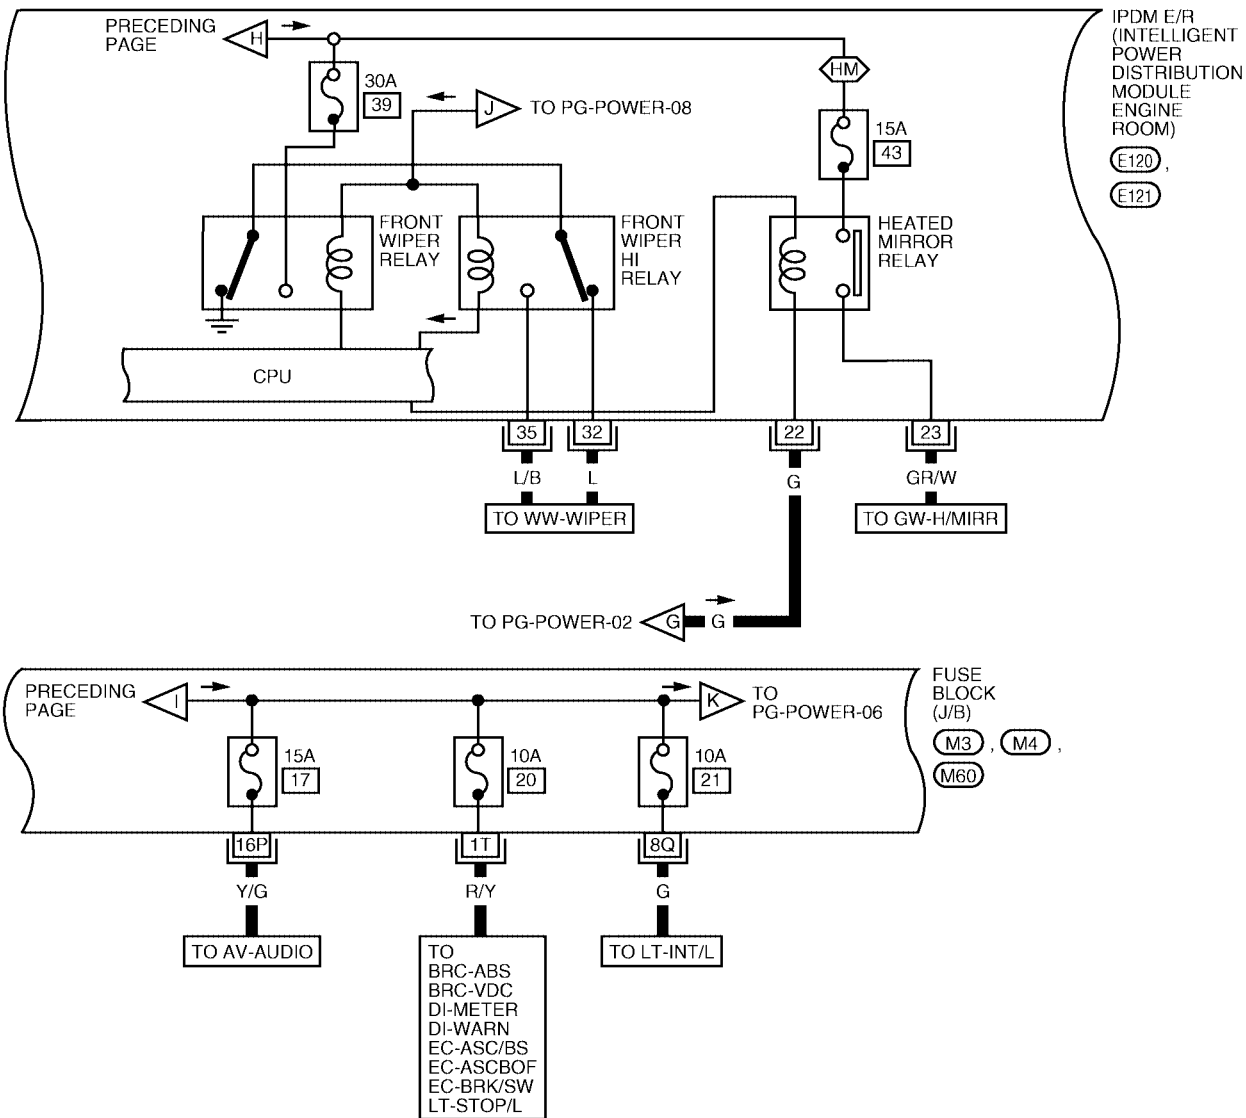 PRECEDING
PAGE
H
HM
IPDM E/R
(INTELLIGENT
POWER
DISTRIBUTION
MODULE
ENGINE
ROOM)
E120 ,
E121
30A
39
J
TO PG-POWER-08
15A
43
FRONT
WIPER
RELAY
FRONT
WIPER
HI
RELAY
HEATED
MIRROR
RELAY
CPU
35
32
22
23
L/B
L
G
GR/W
TO WW-WIPER
TO GW-H/MIRR
TO PG-POWER-02
G
G
PRECEDING
PAGE
I
K
TO
PG-POWER-06
FUSE
BLOCK
(J/B)
M3 , M4 ,
M60
15A
17
10A
20
10A
21
16P
1T
8Q
Y/G
R/Y
G
TO AV-AUDIO
TO
BRC-ABS
BRC-VDC
DI-METER
DI-WARN
EC-ASC/BS
EC-ASCBOF
EC-BRK/SW
LT-STOP/L
TO LT-INT/L